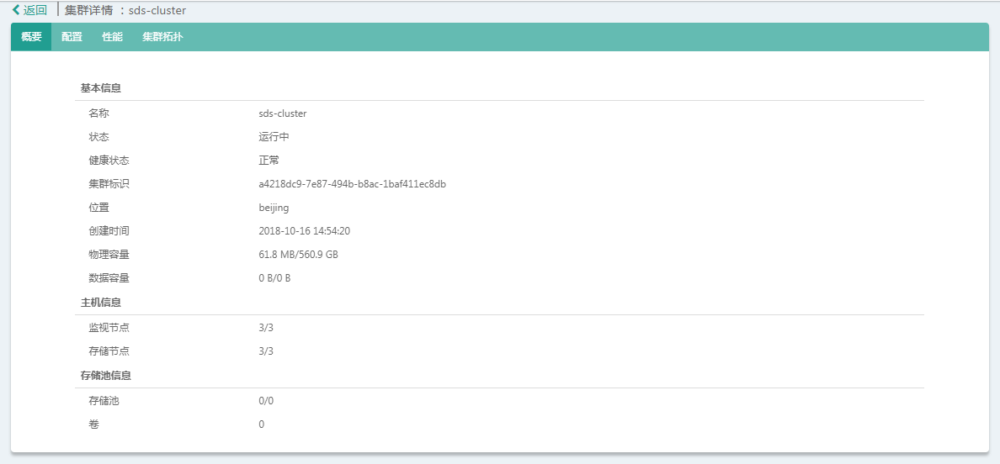 返回 集群详情 ：sds-cluster
概要 配置 性能 集群拓扑
基本信息
名称 sds-cluster
状态 运行中
健康状态 正常
集群标识 a4218dc9-7e87-494b-b8ac-1baf411ec8db
位置 beijing
创建时间 2018-10-16 14:54:20
物理容量 61.8 MB/560.9 GB
数据容量 0 B/0 B
主机信息
监视节点 3/3
存储节点 3/3
存储池信息
存储池 0/0
卷 0